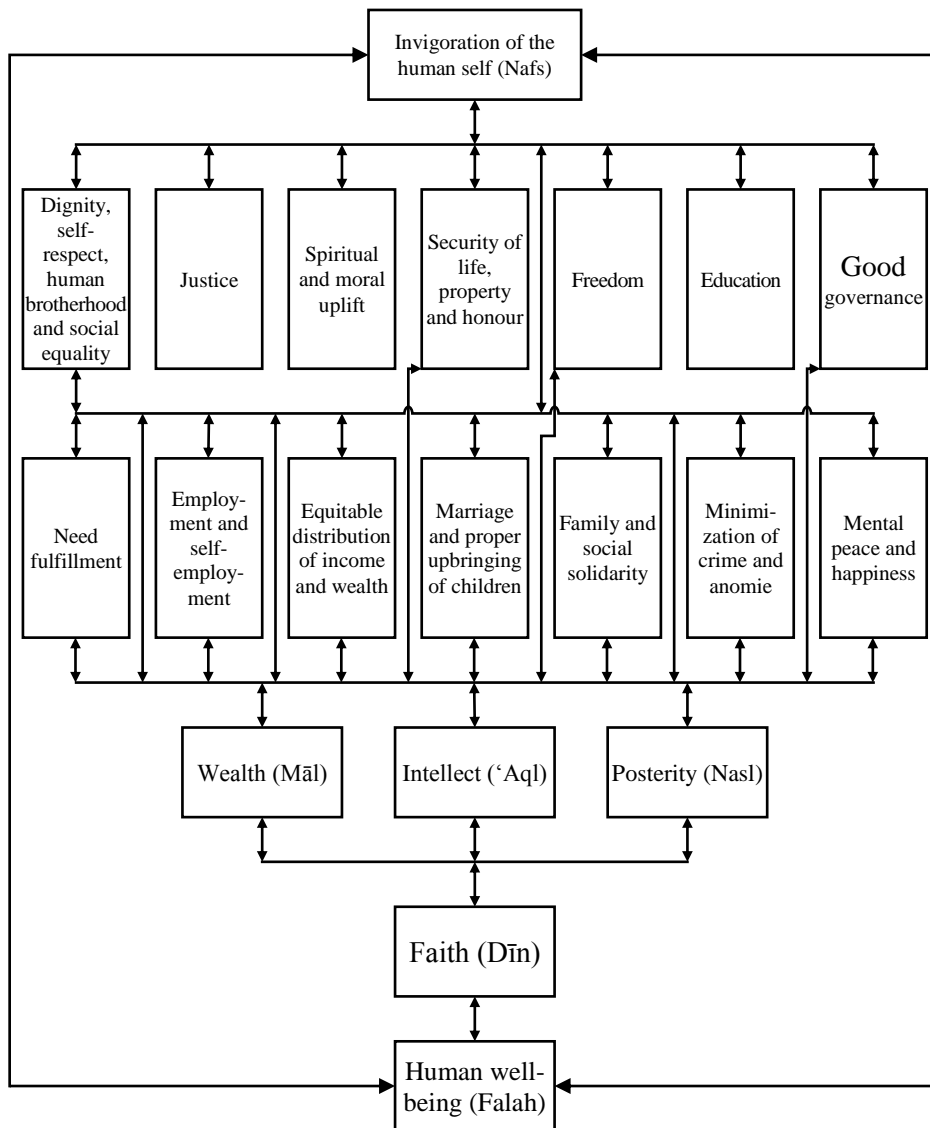 Invigoration of the
human self (Nafs)
Dignity,
self-
respect,
human
brotherhood
and social
equality
Justice
Spiritual
and moral
uplift
Security of
life,
property
and honour
Freedom
Education
Good
governance
Need
fulfillment
Employ-
ment and
self-
employ-
ment
Equitable
distribution
of income
and wealth
Marriage
and proper
upbringing
of children
Family and
social
solidarity
Minimi-
zation of
crime and
anomie
Mental
peace and
happiness
Wealth (Māl)
Intellect (‘Aql)
Posterity (Nasl)
Faith (Dīn)
Human well-
being (Falah)